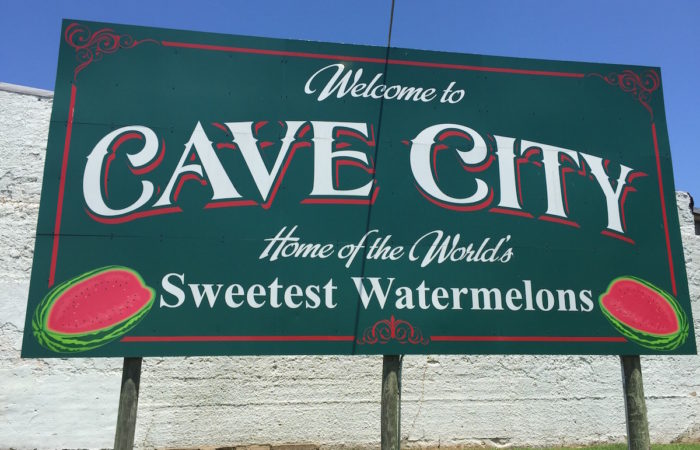 Welcome to
CAVE CITY
Home of the World's
Sweetest Watermelons